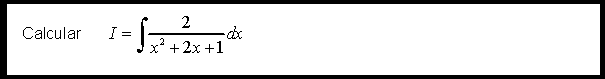 Calcular I = ∫ 2 / (x² + 2x + 1) dx